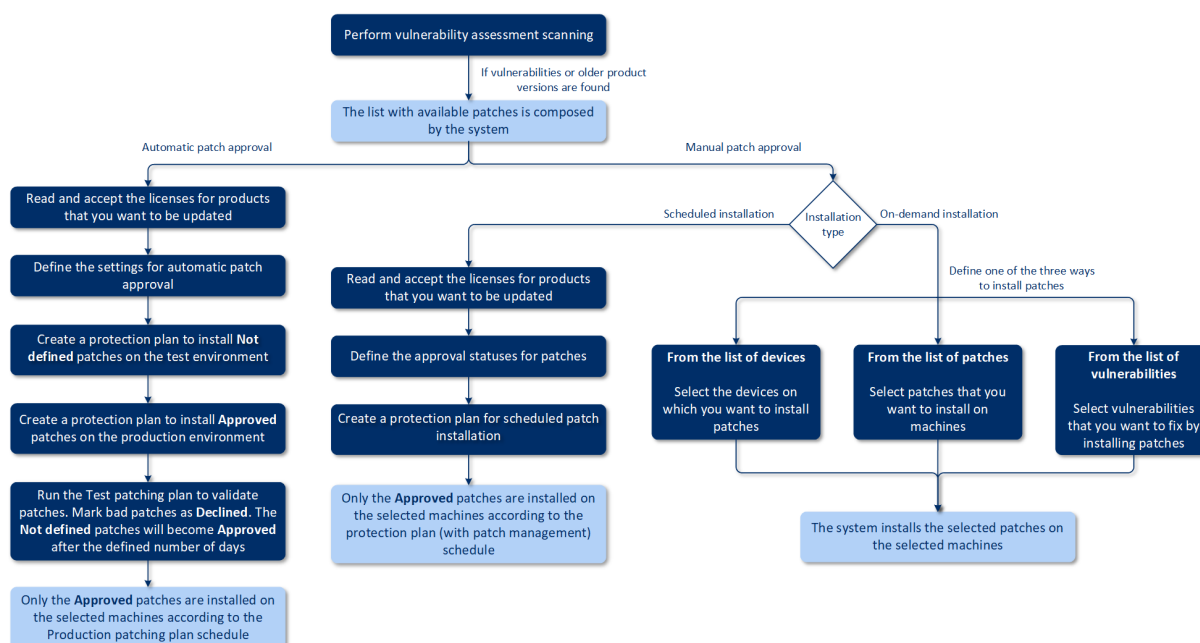 Perform vulnerability assessment scanning
If vulnerabilities or older product
versions are found
The list with available patches is composed
by the system
Automatic patch approval
Manual patch approval
Read and accept the licenses for products
that you want to be updated
Define the settings for automatic patch
approval
Create a protection plan to install Not
defined patches on the test environment
Create a protection plan to install Approved
patches on the production environment
Run the Test patching plan to validate
patches. Mark bad patches as Declined. The
Not defined patches will become Approved
after the defined number of days
Only the Approved patches are installed on
the selected machines according to the
Production patching plan schedule
Installation
type
Scheduled installation
On-demand installation
Read and accept the licenses for products
that you want to be updated
Define the approval statuses for patches
Create a protection plan for scheduled patch
installation
Only the Approved patches are installed on
the selected machines according to the
protection plan (with patch management)
schedule
Define one of the three ways
to install patches
From the list of devices
Select the devices on
which you want to install
patches
From the list of patches
Select patches that you
want to install on
machines
From the list of
vulnerabilities
Select vulnerabilities
that you want to fix by
installing patches
The system installs the selected patches on
the selected machines